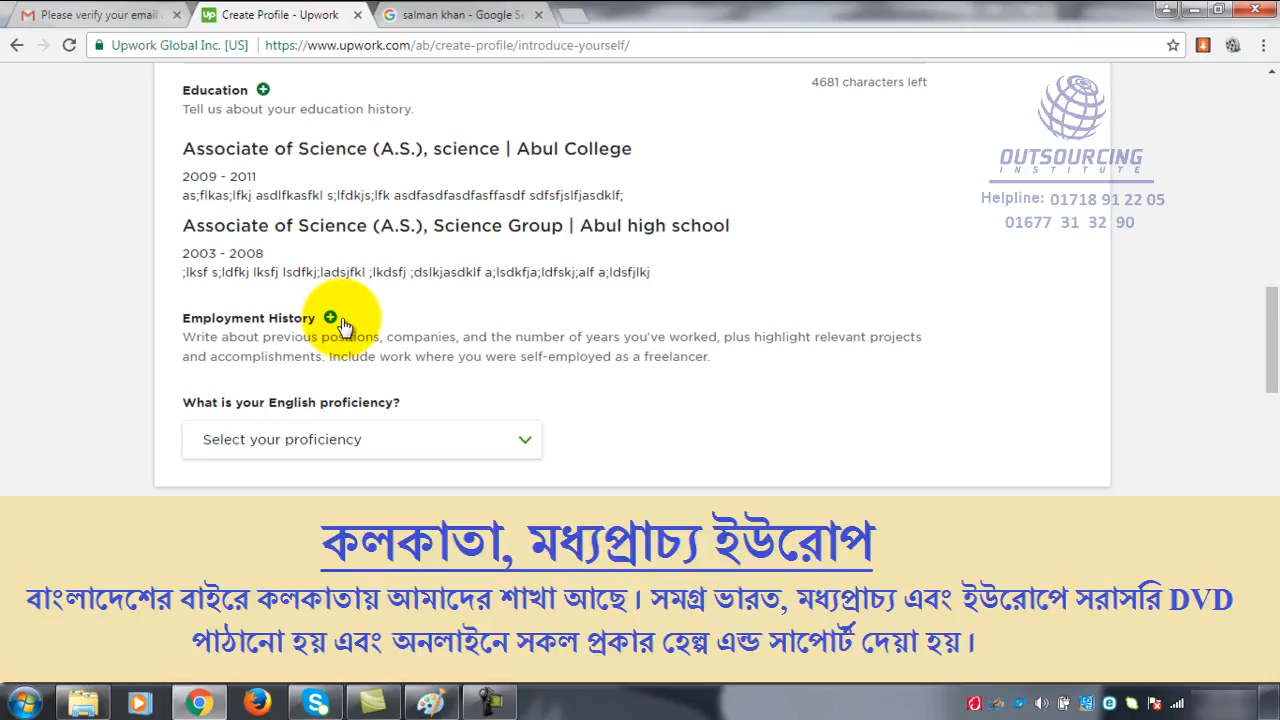 Please verify your email
Create Profile - Upwork
salman khan - Google Se
Upwork Global Inc. [US]
https://www.upwork.com/ab/create-profile/introduce-yourself/
4681 characters left
Education
Tell us about your education history.
Associate of Science (A.S.), science | Abul College
2009 - 2011
as;flkas;lfkj asdlfkasfkl s;lfdkjs;lfk asdfasdfasdfasffasdf sdfsfjslfjasdklf;
Associate of Science (A.S.), Science Group | Abul high school
2003 - 2008
;lksf s;ldfkj lksfj lsdfkj;ladsjfkl ;lkdsfj ;dslkjasdklf a;lsdkfja;ldfskj;alf a;ldsfjlkj
Employment History
Write about previous positions, companies, and the number of years you've worked, plus highlight relevant projects
and accomplishments. Include work where you were self-employed as a freelancer.
What is your English proficiency?
Select your proficiency
OUTSOURCING
INSTITUTE
Helpline: 01718 91 22 05
01677 31 32 90
কলকাতা, মধ্যপ্রাচ্য ইউরোপ
বাংলাদেশের বাইরে কলকাতায় আমাদের শাখা আছে। সমগ্র ভারত, মধ্যপ্রাচ্য এবং ইউরোপে সরাসরি DVD
পাঠানো হয় এবং অনলাইনে সকল প্রকার হেল্প এন্ড সাপোর্ট দেয়া হয়।